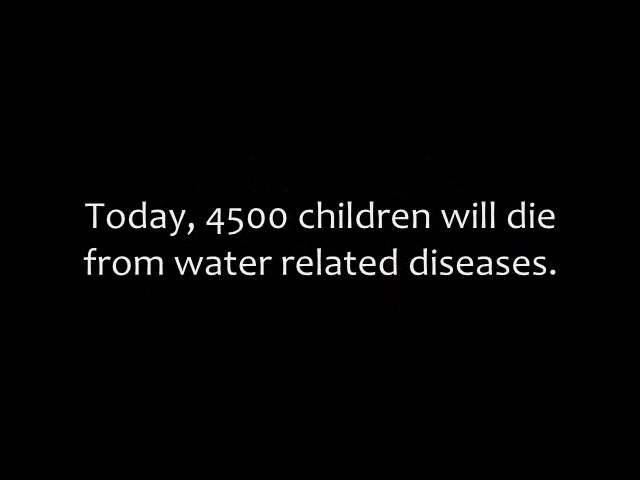 Today, 4500 children will die
from water related diseases.